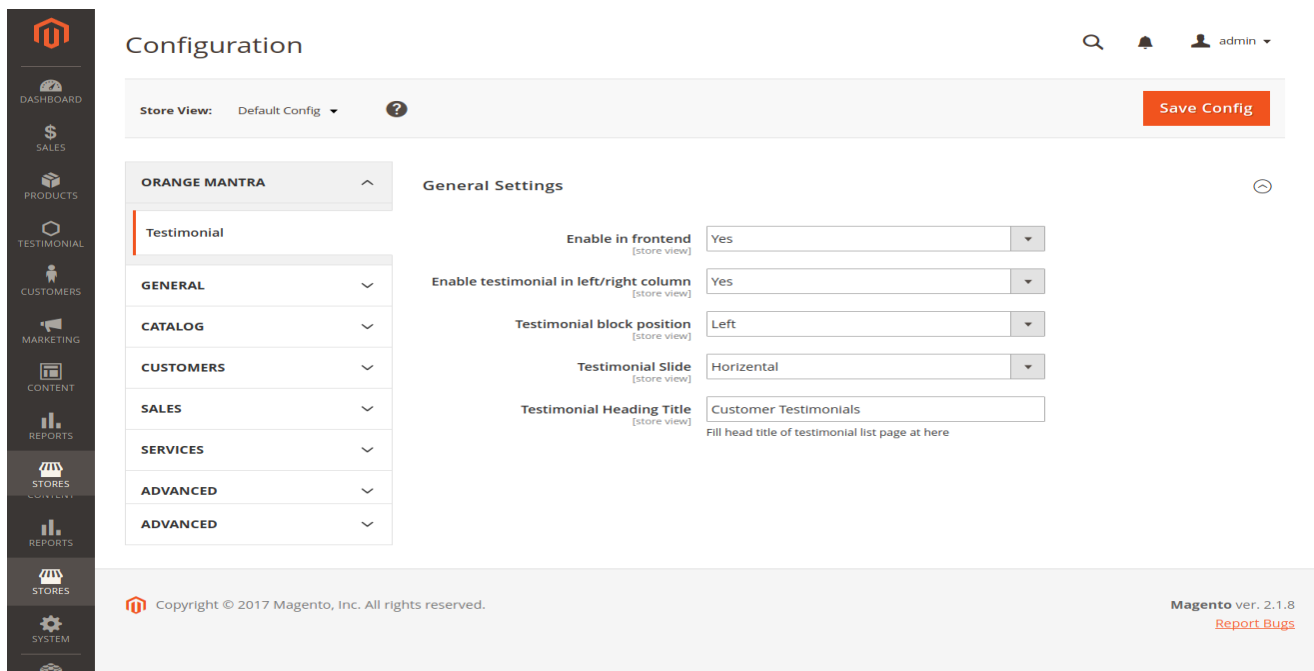 Configuration
admin
DASHBOARD
SALES
PRODUCTS
TESTIMONIAL
CUSTOMERS
MARKETING
CONTENT
REPORTS
STORES
CONTENT
REPORTS
STORES
SYSTEM
Store View: Default Config ?
Save Config
ORANGE MANTRA
Testimonial
GENERAL
CATALOG
CUSTOMERS
SALES
SERVICES
ADVANCED
ADVANCED
General Settings
Enable in frontend Yes
[store view]
Enable testimonial in left/right column Yes
[store view]
Testimonial block position Left
[store view]
Testimonial Slide Horizental
[store view]
Testimonial Heading Title Customer Testimonials
[store view]
Fill head title of testimonial list page at here
Copyright © 2017 Magento, Inc. All rights reserved.
Magento ver. 2.1.8
Report Bugs